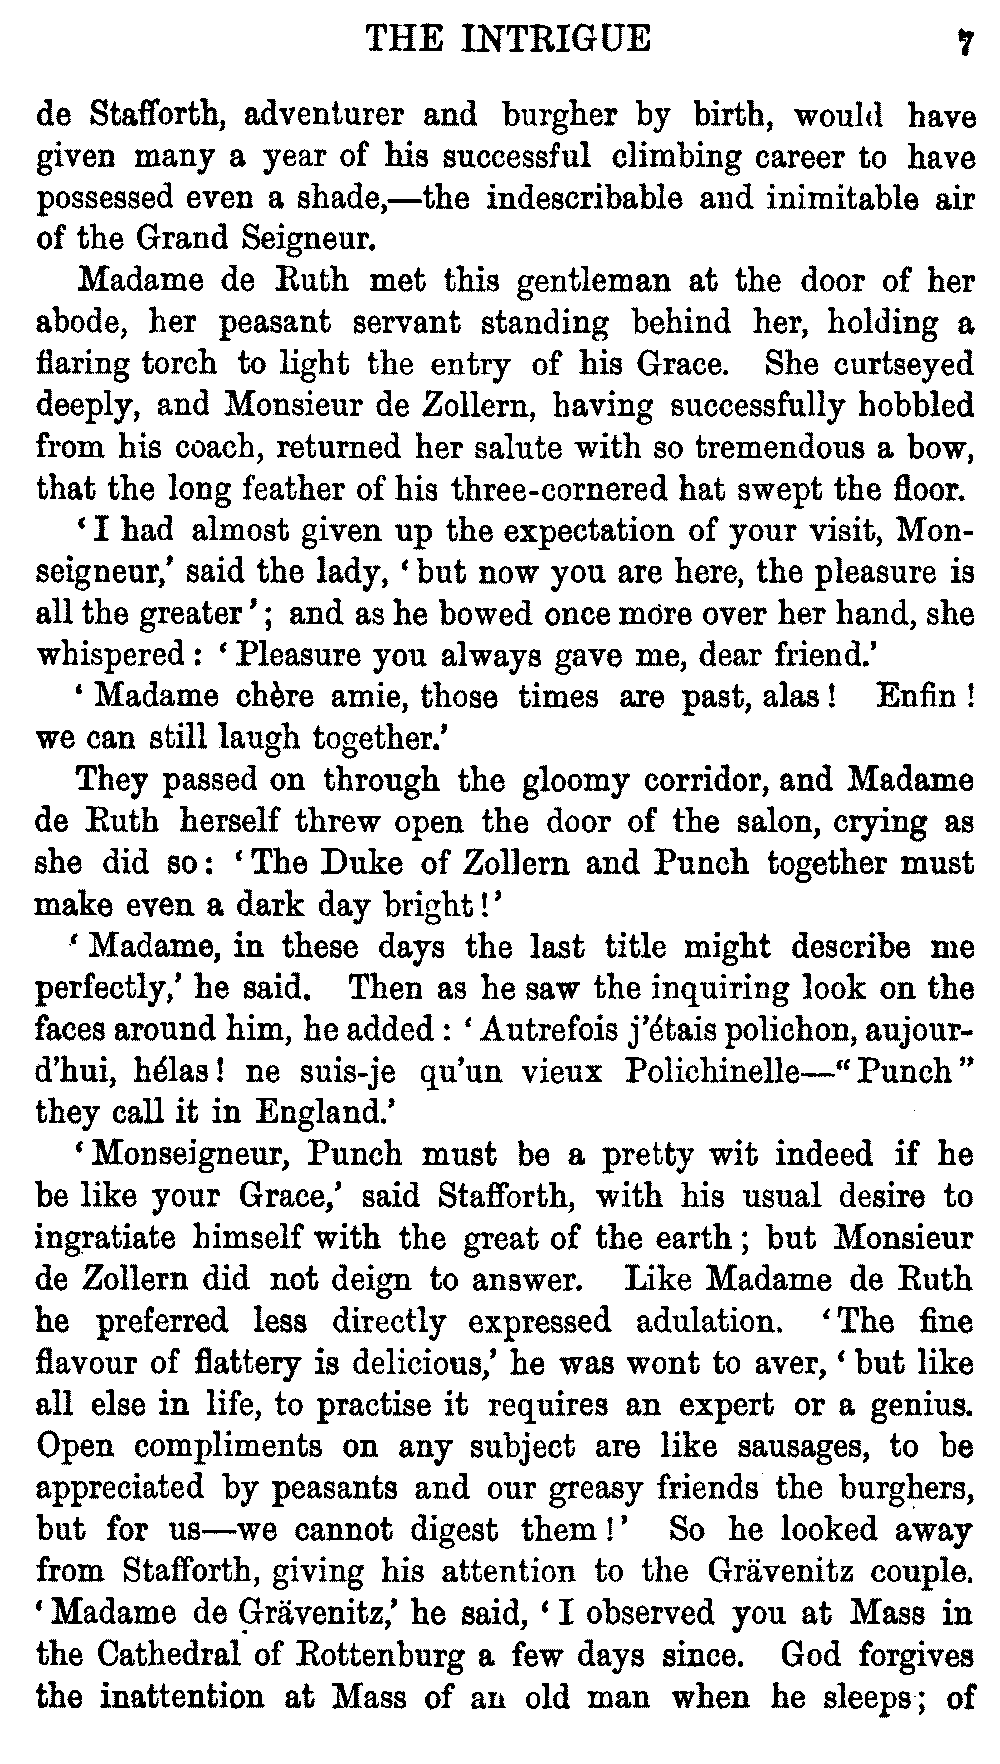 THE INTRIGUE 7
de Stafforth, adventurer and burgher by birth, would have
given many a year of his successful climbing career to have
possessed even a shade,—the indescribable and inimitable air
of the Grand Seigneur.
Madame de Ruth met this gentleman at the door of her
abode, her peasant servant standing behind her, holding a
flaring torch to light the entry of his Grace. She curtseyed
deeply, and Monsieur de Zollern, having successfully hobbled
from his coach, returned her salute with so tremendous a bow,
that the long feather of his three-cornered hat swept the floor.
‘I had almost given up the expectation of your visit, Mon-
seigneur,’ said the lady, ‘but now you are here, the pleasure is
all the greater’; and as he bowed once more over her hand, she
whispered: ‘Pleasure you always gave me, dear friend.’
‘Madame chère amie, those times are past, alas! Enfin!
we can still laugh together.’
They passed on through the gloomy corridor, and Madame
de Ruth herself threw open the door of the salon, crying as
she did so: ‘The Duke of Zollern and Punch together must
make even a dark day bright!’
‘Madame, in these days the last title might describe me
perfectly,’ he said. Then as he saw the inquiring look on the
faces around him, he added: ‘Autrefois j’étais polichon, aujour-
d’hui, hélas! ne suis-je qu’un vieux Polichinelle—“Punch”
they call it in England.’
‘Monseigneur, Punch must be a pretty wit indeed if he
be like your Grace,’ said Stafforth, with his usual desire to
ingratiate himself with the great of the earth; but Monsieur
de Zollern did not deign to answer. Like Madame de Ruth
he preferred less directly expressed adulation. ‘The fine
flavour of flattery is delicious,’ he was wont to aver, ‘but like
all else in life, to practise it requires an expert or a genius.
Open compliments on any subject are like sausages, to be
appreciated by peasants and our greasy friends the burghers,
but for us—we cannot digest them!’ So he looked away
from Stafforth, giving his attention to the Grävenitz couple.
‘Madame de Grävenitz,’ he said, ‘I observed you at Mass in
the Cathedral of Rottenburg a few days since. God forgives
the inattention at Mass of an old man when he sleeps; of